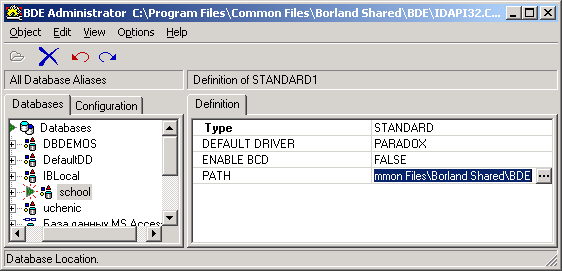 BDE Administrator C:\Program Files\Common Files\Borland Shared\BDE\IDAPI32.C...
Object Edit View Options Help
All Database Aliases
Definition of STANDARD1
Databases Configuration
Databases
DBDEMOS
DefaultDD
IBLocal
school
uchenic
База данных MS Acces
Definition
Type STANDARD
DEFAULT DRIVER PARADOX
ENABLE BCD FALSE
PATH mmon Files\Borland Shared\BDE ...
Database Location.